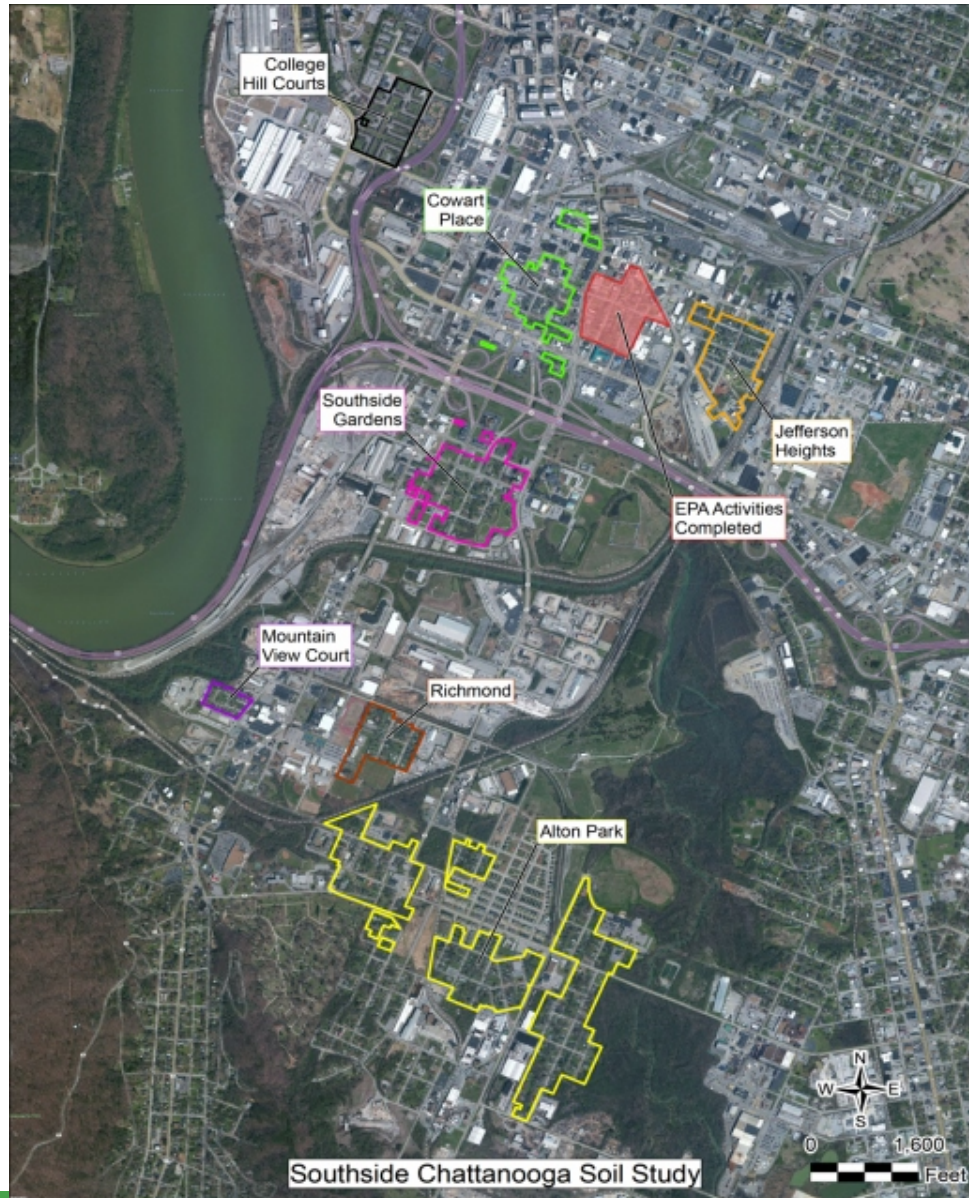 College
Hill Courts
Cowart
Place
Southside
Gardens
Jefferson
Heights
EPA Activities
Completed
Mountain
View Court
Richmond
Alton Park
N
W
E
S
0
1,600
Feet
Southside Chattanooga Soil Study